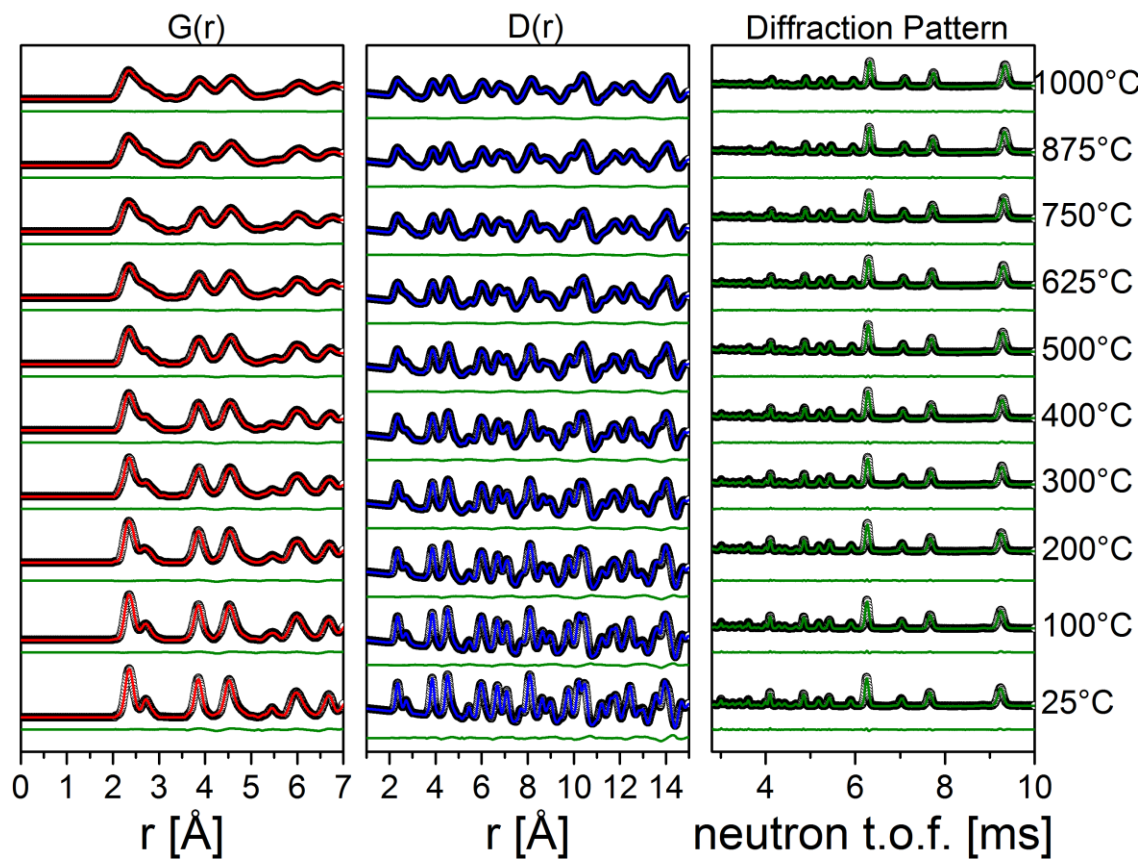 G(r) D(r) Diffraction Pattern
1000°C
875°C
750°C
625°C
500°C
400°C
300°C
200°C
100°C
25°C
0 1 2 3 4 5 6 7 2 4 6 8 10 12 14 4 6 8 10
r [Å] r [Å] neutron t.o.f. [ms]